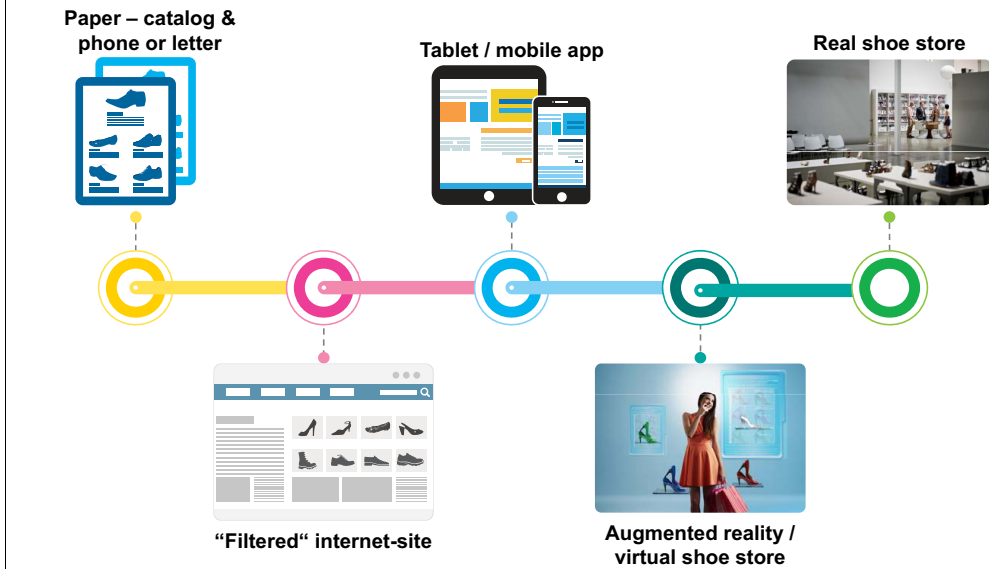 Paper – catalog &
phone or letter
Tablet / mobile app
Real shoe store
“Filtered“ internet-site
Augmented reality /
virtual shoe store